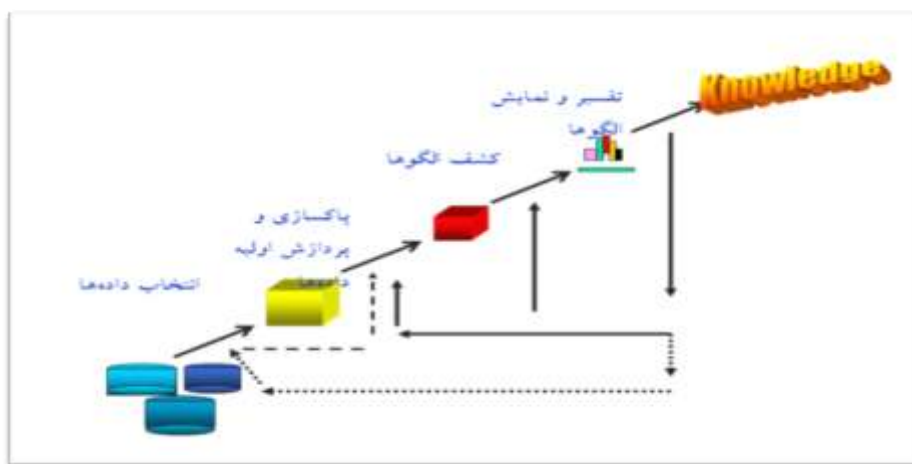 Knowledge
تفسیر و نمایش
الگوها
کشف الگوها
پاکسازی و
پردازش اولیه
داده‌ها
انتخاب داده‌ها